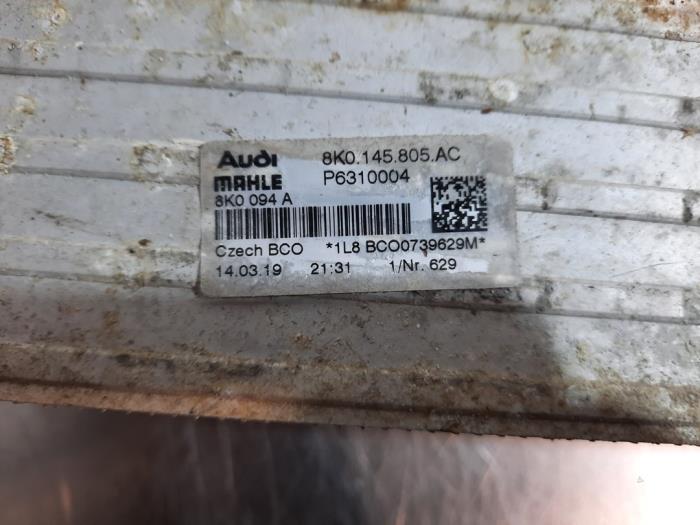 Audi 8K0.145.805.AC
MAHLE P6310004
8K0 094 A
Czech BCO *1L8 BCO0739629M*
14.03.19 21:31 1/Nr. 629